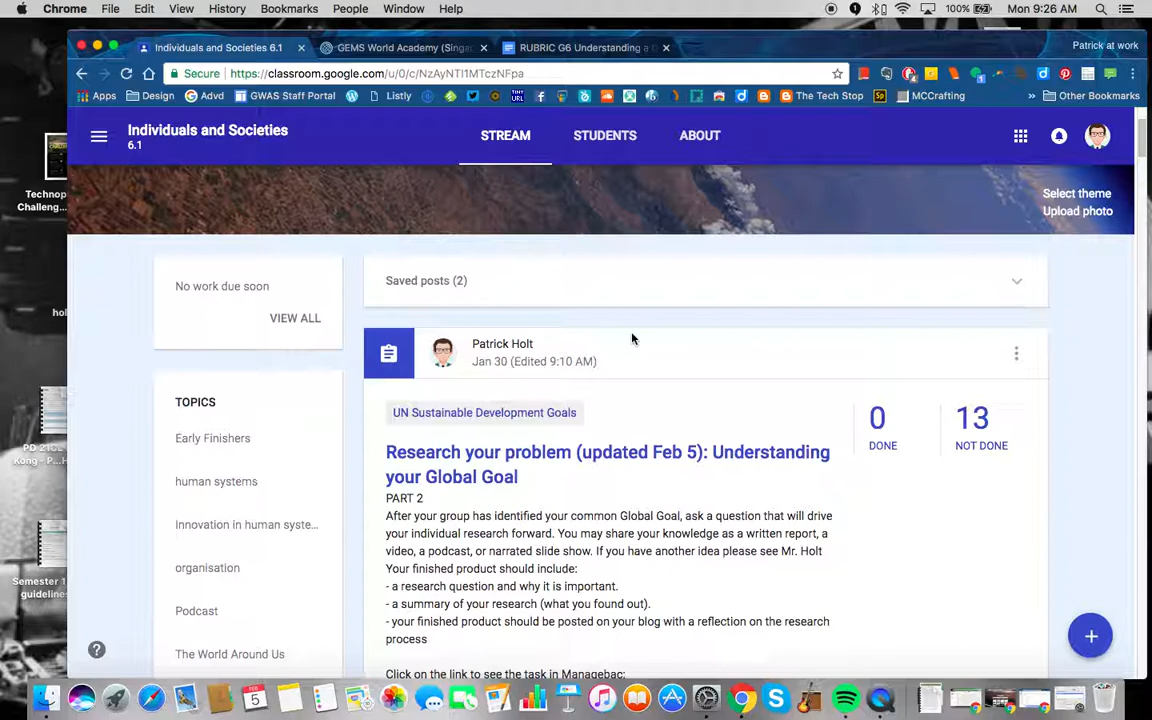 Chrome File Edit View History Bookmarks People Window Help 100% Mon 9:26 AM
Individuals and Societies 6.1 GEMS World Academy (Singa RUBRIC G6 Understanding a Patrick at work
Secure https://classroom.google.com/u/0/c/NzAyNTI1MTczNFpa
Apps Design Advd GWAS Staff Portal Listly The Tech Stop MCCrafting » Other Bookmarks
Individuals and Societies
6.1
STREAM STUDENTS ABOUT
Select theme
Upload photo
No work due soon
VIEW ALL
Saved posts (2)
Patrick Holt
Jan 30 (Edited 9:10 AM)
TOPICS
Early Finishers
human systems
Innovation in human syste...
organisation
Podcast
The World Around Us
UN Sustainable Development Goals
0
DONE
13
NOT DONE
Research your problem (updated Feb 5): Understanding
your Global Goal
PART 2
After your group has identified your common Global Goal, ask a question that will drive
your individual research forward. You may share your knowledge as a written report, a
video, a podcast, or narrated slide show. If you have another idea please see Mr. Holt
Your finished product should include:
- a research question and why it is important.
- a summary of your research (what you found out).
- your finished product should be posted on your blog with a reflection on the research
process
Click on the link to see the task in Managebac:
Technop
Challeng...
hol
PD 21CL
Kong - P...H
Semester 1
guideline